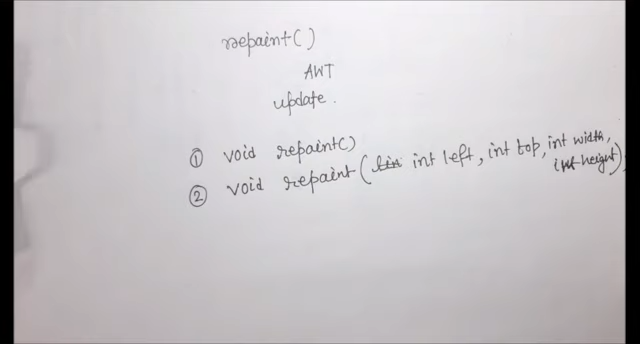 repaint()
AWT
update.
① void repaint()
② void repaint (int left, int top, int width,
int height)